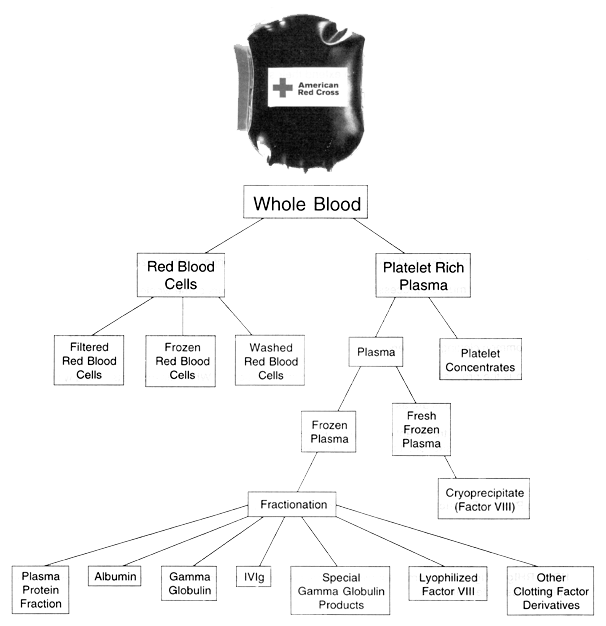 American
Red Cross
Whole Blood
Red Blood
Cells
Platelet Rich
Plasma
Filtered
Red Blood
Cells
Frozen
Red Blood
Cells
Washed
Red Blood
Cells
Plasma
Platelet
Concentrates
Frozen
Plasma
Fresh
Frozen
Plasma
Cryoprecipitate
(Factor VIII)
Fractionation
Plasma
Protein
Fraction
Albumin
Gamma
Globulin
IVIg
Special
Gamma Globulin
Products
Lyophilized
Factor VIII
Other
Clotting Factor
Derivatives